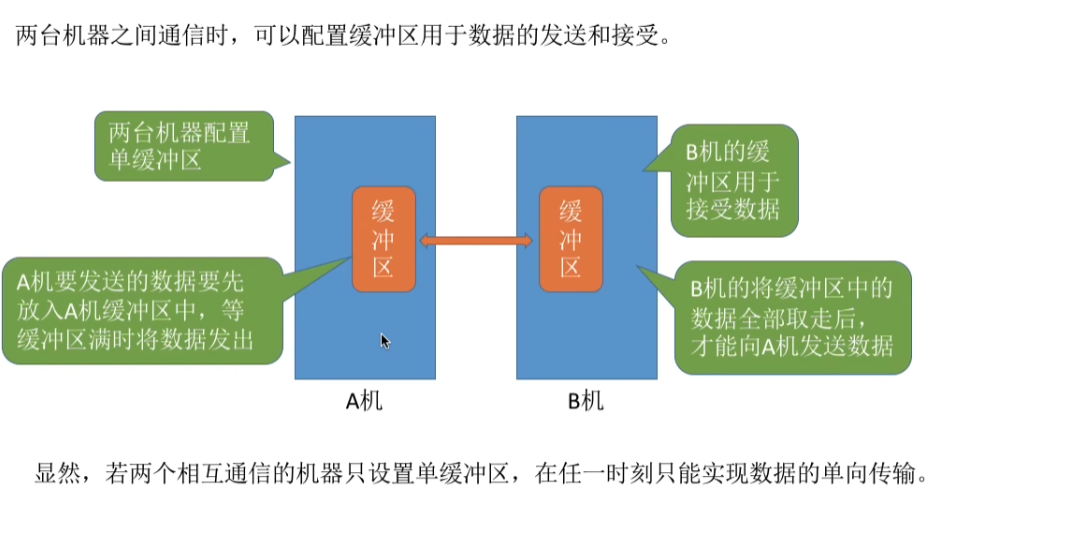 两台机器之间通信时，可以配置缓冲区用于数据的发送和接受。
两台机器配置
单缓冲区
B机的缓
冲区用于
接受数据
缓
冲
区
缓
冲
区
A机要发送的数据要先
放入A机缓冲区中，等
缓冲区满时将数据发出
B机的将缓冲区中的
数据全部取走后，
才能向A机发送数据
A机
B机
显然，若两个相互通信的机器只设置单缓冲区，在任一时刻只能实现数据的单向传输。